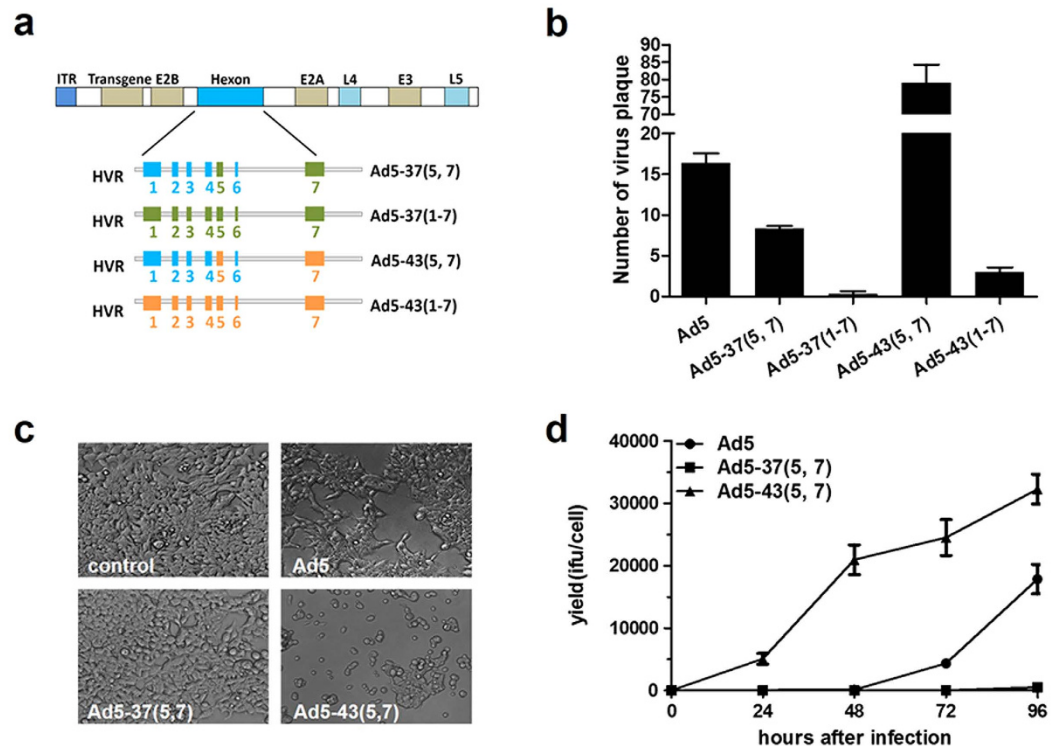 a
ITR Transgene E2B Hexon E2A L4 E3 L5
HVR 1 2 3 4 5 6 7 Ad5-37(5, 7)
HVR 1 2 3 4 5 6 7 Ad5-37(1-7)
HVR 1 2 3 4 5 6 7 Ad5-43(5, 7)
HVR 1 2 3 4 5 6 7 Ad5-43(1-7)
b
Number of virus plaque
90
85
80
75
70
20
15
10
5
0
Ad5
Ad5-37(5, 7)
Ad5-37(1-7)
Ad5-43(5, 7)
Ad5-43(1-7)
c
control
Ad5
Ad5-37(5,7)
Ad5-43(5,7)
d
Ad5
Ad5-37(5, 7)
Ad5-43(5, 7)
yield(ifu/cell)
40000
30000
20000
10000
0
0 24 48 72 96
hours after infection